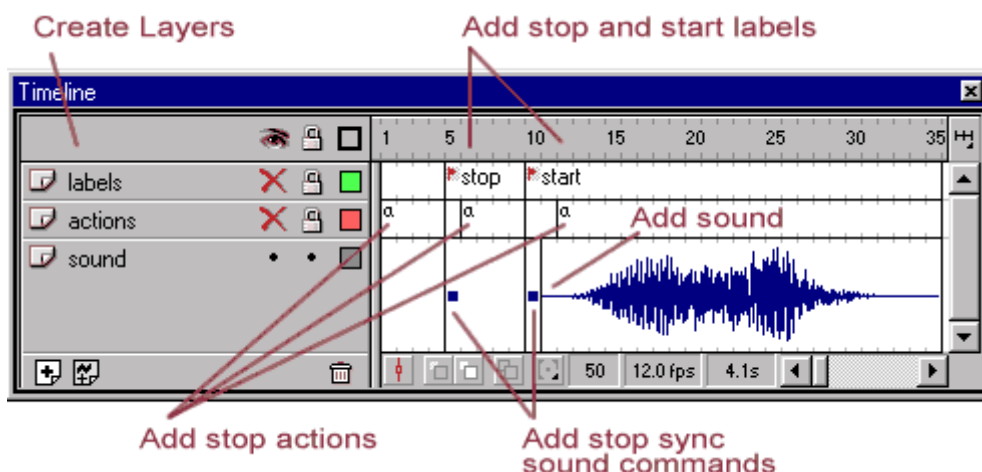 Create Layers
Add stop and start labels
Timeline
1 5 10 15 20 25 30 35
labels
stop
start
actions
a a a
Add sound
sound
50 12.0 fps 4.1s
Add stop actions
Add stop sync
sound commands